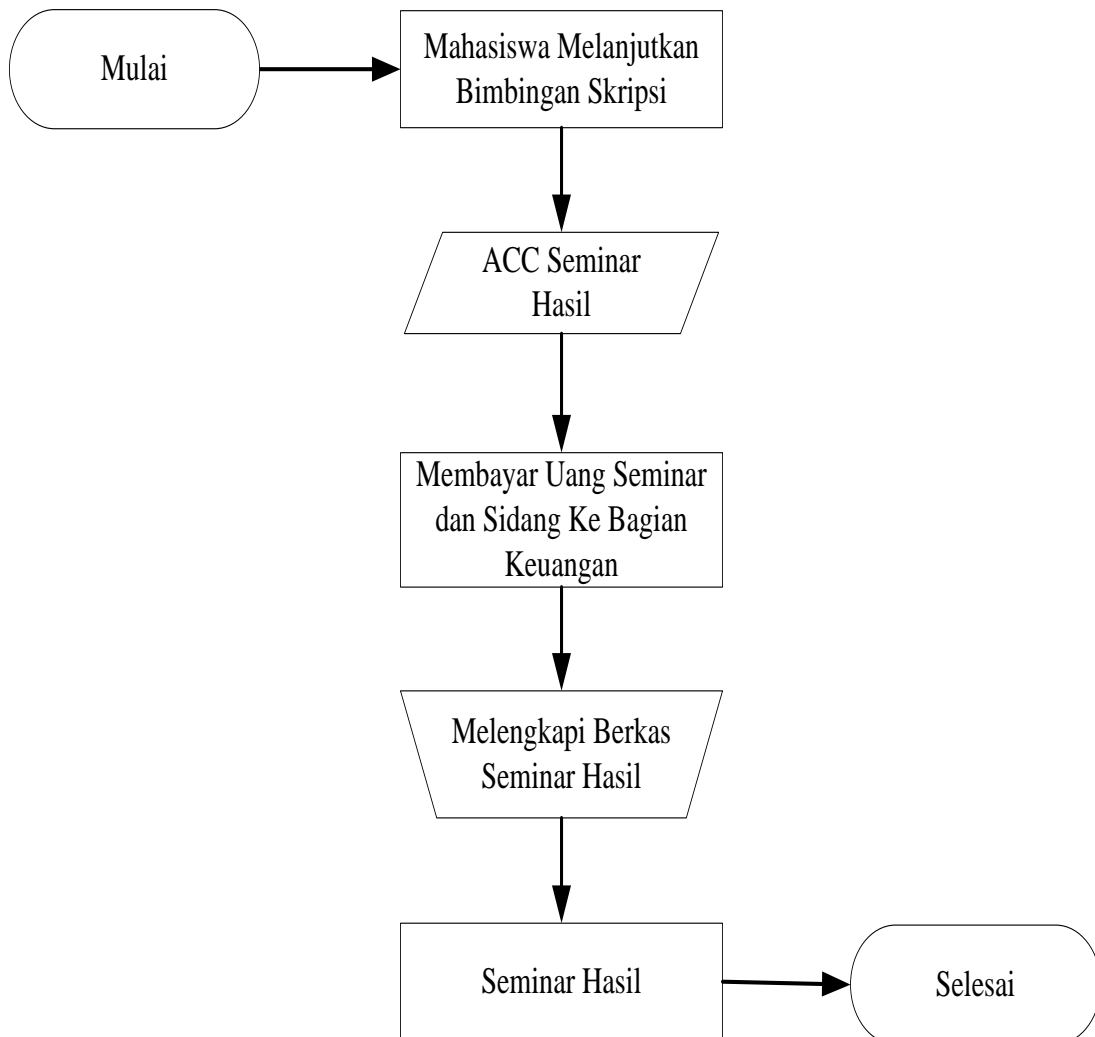 Mulai
Mahasiswa Melanjutkan
Bimbingan Skripsi
ACC Seminar
Hasil
Membayar Uang Seminar
dan Sidang Ke Bagian
Keuangan
Melengkapi Berkas
Seminar Hasil
Seminar Hasil
Selesai